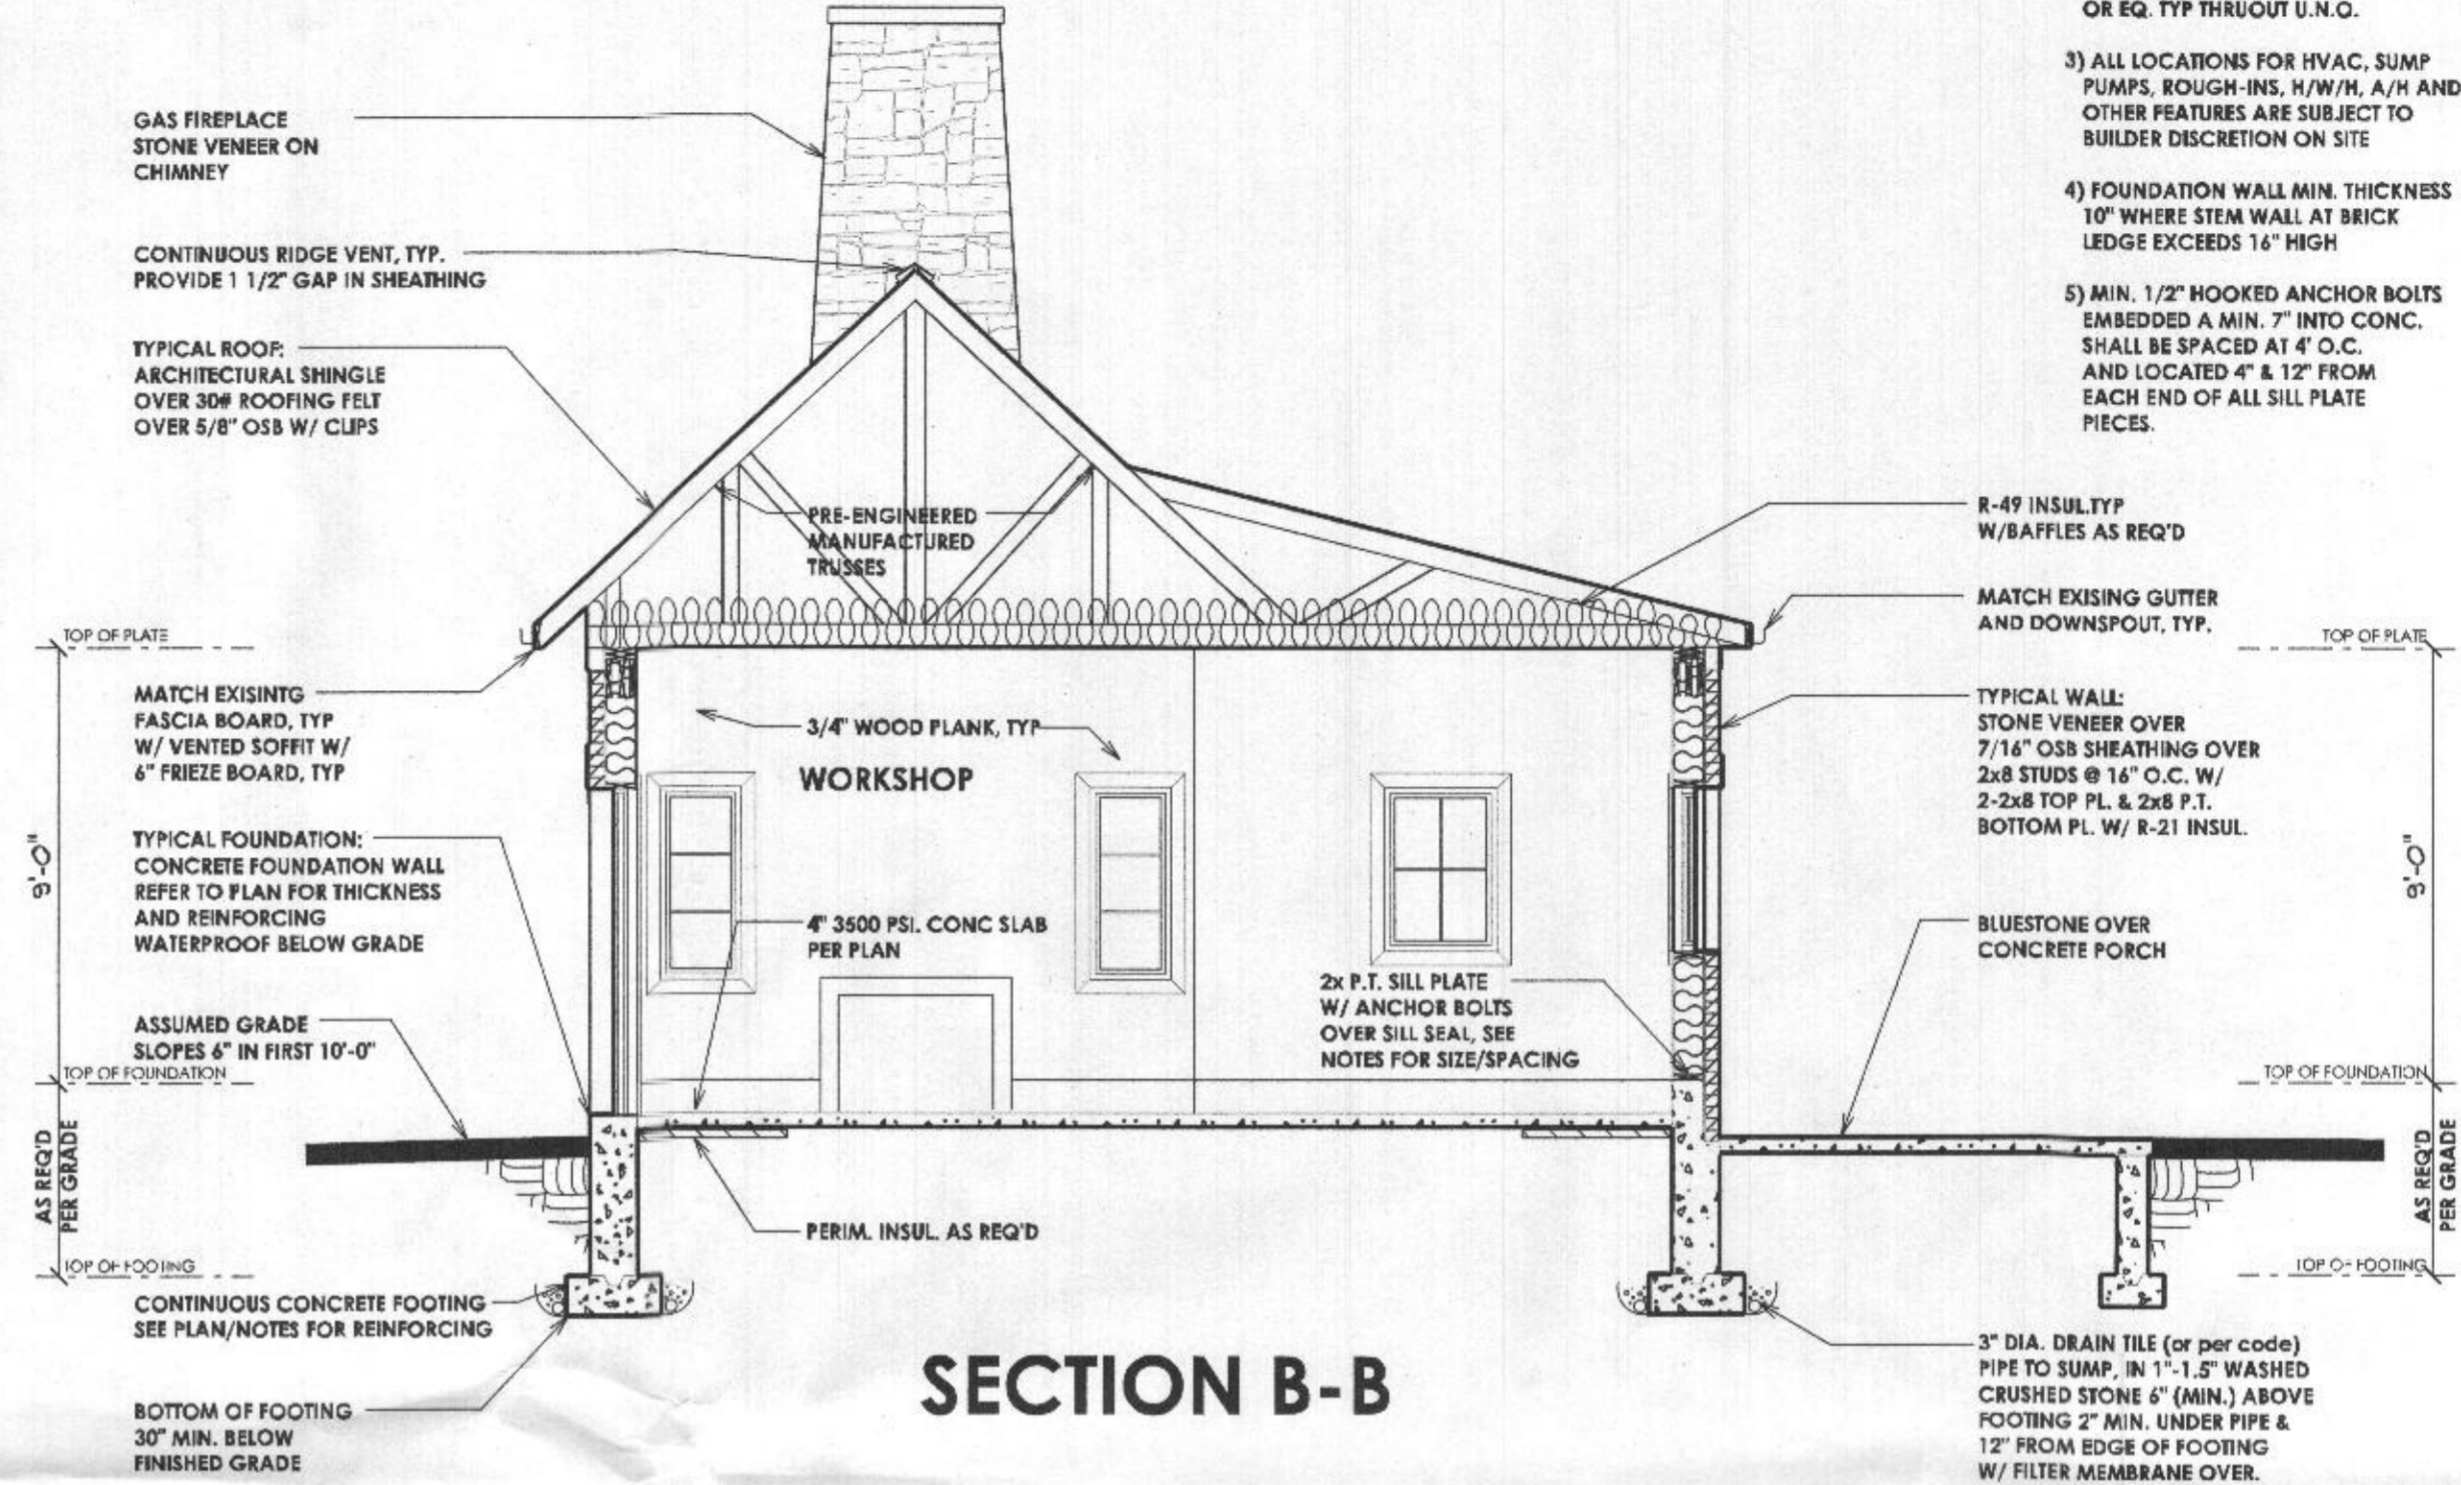 GAS FIREPLACE
STONE VENEER ON
CHIMNEY
CONTINUOUS RIDGE VENT, TYP.
PROVIDE 1 1/2" GAP IN SHEATHING
TYPICAL ROOF:
ARCHITECTURAL SHINGLE
OVER 30# ROOFING FELT
OVER 5/8" OSB W/ CLIPS
TOP OF PLATE
MATCH EXISINTG
FASCIA BOARD, TYP
W/ VENTED SOFFIT W/
6" FRIEZE BOARD, TYP
9'-0"
TYPICAL FOUNDATION:
CONCRETE FOUNDATION WALL
REFER TO PLAN FOR THICKNESS
AND REINFORCING
WATERPROOF BELOW GRADE
ASSUMED GRADE
SLOPES 6" IN FIRST 10'-0"
TOP OF FOUNDATION
AS REQ'D
PER GRADE
TOP OF FOOTING
CONTINUOUS CONCRETE FOOTING
SEE PLAN/NOTES FOR REINFORCING
BOTTOM OF FOOTING
30" MIN. BELOW
FINISHED GRADE
PRE-ENGINEERED
MANUFACTURED
TRUSSES
3/4" WOOD PLANK, TYP
WORKSHOP
4" 3500 PSI. CONC SLAB
PER PLAN
2x P.T. SILL PLATE
W/ ANCHOR BOLTS
OVER SILL SEAL, SEE
NOTES FOR SIZE/SPACING
PERIM. INSUL. AS REQ'D
SECTION B-B
OR EQ. TYP THRUOUT U.N.O.
3) ALL LOCATIONS FOR HVAC, SUMP
PUMPS, ROUGH-INS, H/W/H, A/H AND
OTHER FEATURES ARE SUBJECT TO
BUILDER DISCRETION ON SITE
4) FOUNDATION WALL MIN. THICKNESS
10" WHERE STEM WALL AT BRICK
LEDGE EXCEEDS 16" HIGH
5) MIN. 1/2" HOOKED ANCHOR BOLTS
EMBEDDED A MIN. 7" INTO CONC.
SHALL BE SPACED AT 4' O.C.
AND LOCATED 4" & 12" FROM
EACH END OF ALL SILL PLATE
PIECES.
R-49 INSUL.TYP
W/BAFFLES AS REQ'D
MATCH EXISING GUTTER
AND DOWNSPOUT, TYP.
TOP OF PLATE
TYPICAL WALL:
STONE VENEER OVER
7/16" OSB SHEATHING OVER
2x8 STUDS @ 16" O.C. W/
2-2x8 TOP PL. & 2x8 P.T.
BOTTOM PL. W/ R-21 INSUL.
9'-0"
BLUESTONE OVER
CONCRETE PORCH
TOP OF FOUNDATION
AS REQ'D
PER GRADE
TOP OF FOOTING
3" DIA. DRAIN TILE (or per code)
PIPE TO SUMP, IN 1"-1.5" WASHED
CRUSHED STONE 6" (MIN.) ABOVE
FOOTING 2" MIN. UNDER PIPE &
12" FROM EDGE OF FOOTING
W/ FILTER MEMBRANE OVER.